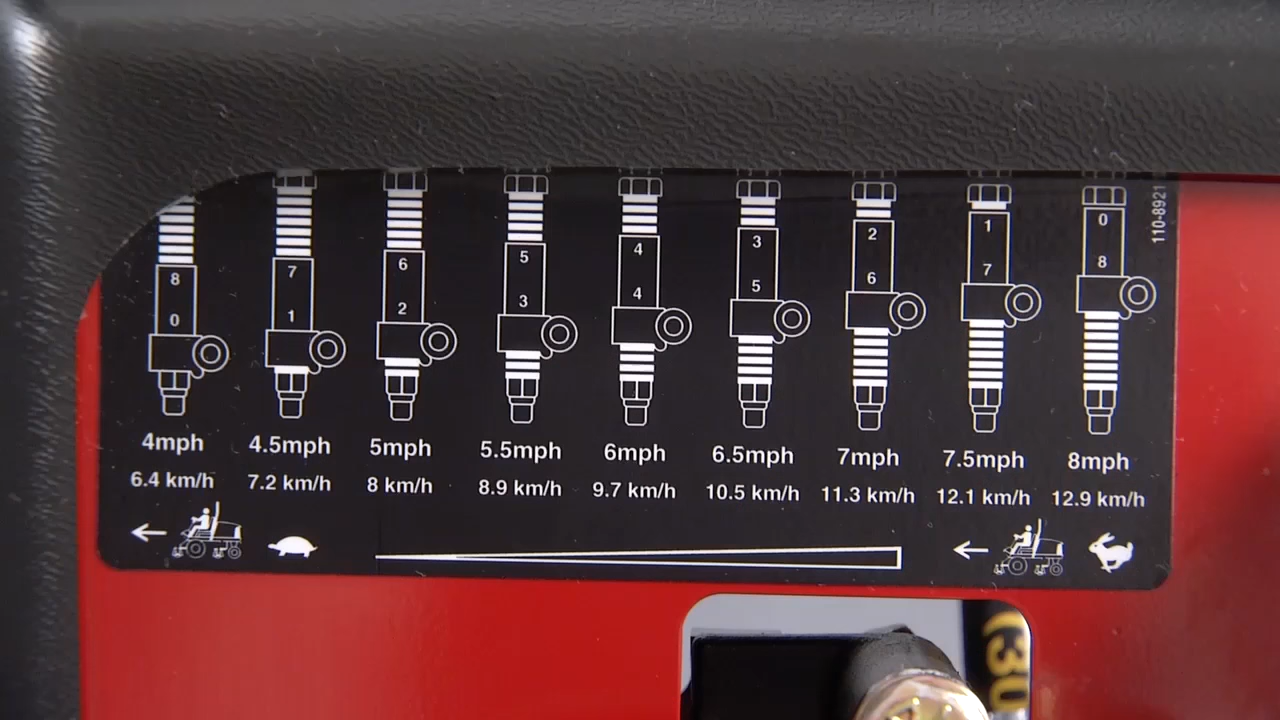 8 7 6 5 4 3 2 1 0
0 1 2 3 4 5 6 7 8
4mph 4.5mph 5mph 5.5mph 6mph 6.5mph 7mph 7.5mph 8mph
6.4 km/h 7.2 km/h 8 km/h 8.9 km/h 9.7 km/h 10.5 km/h 11.3 km/h 12.1 km/h 12.9 km/h
110-8921
(30